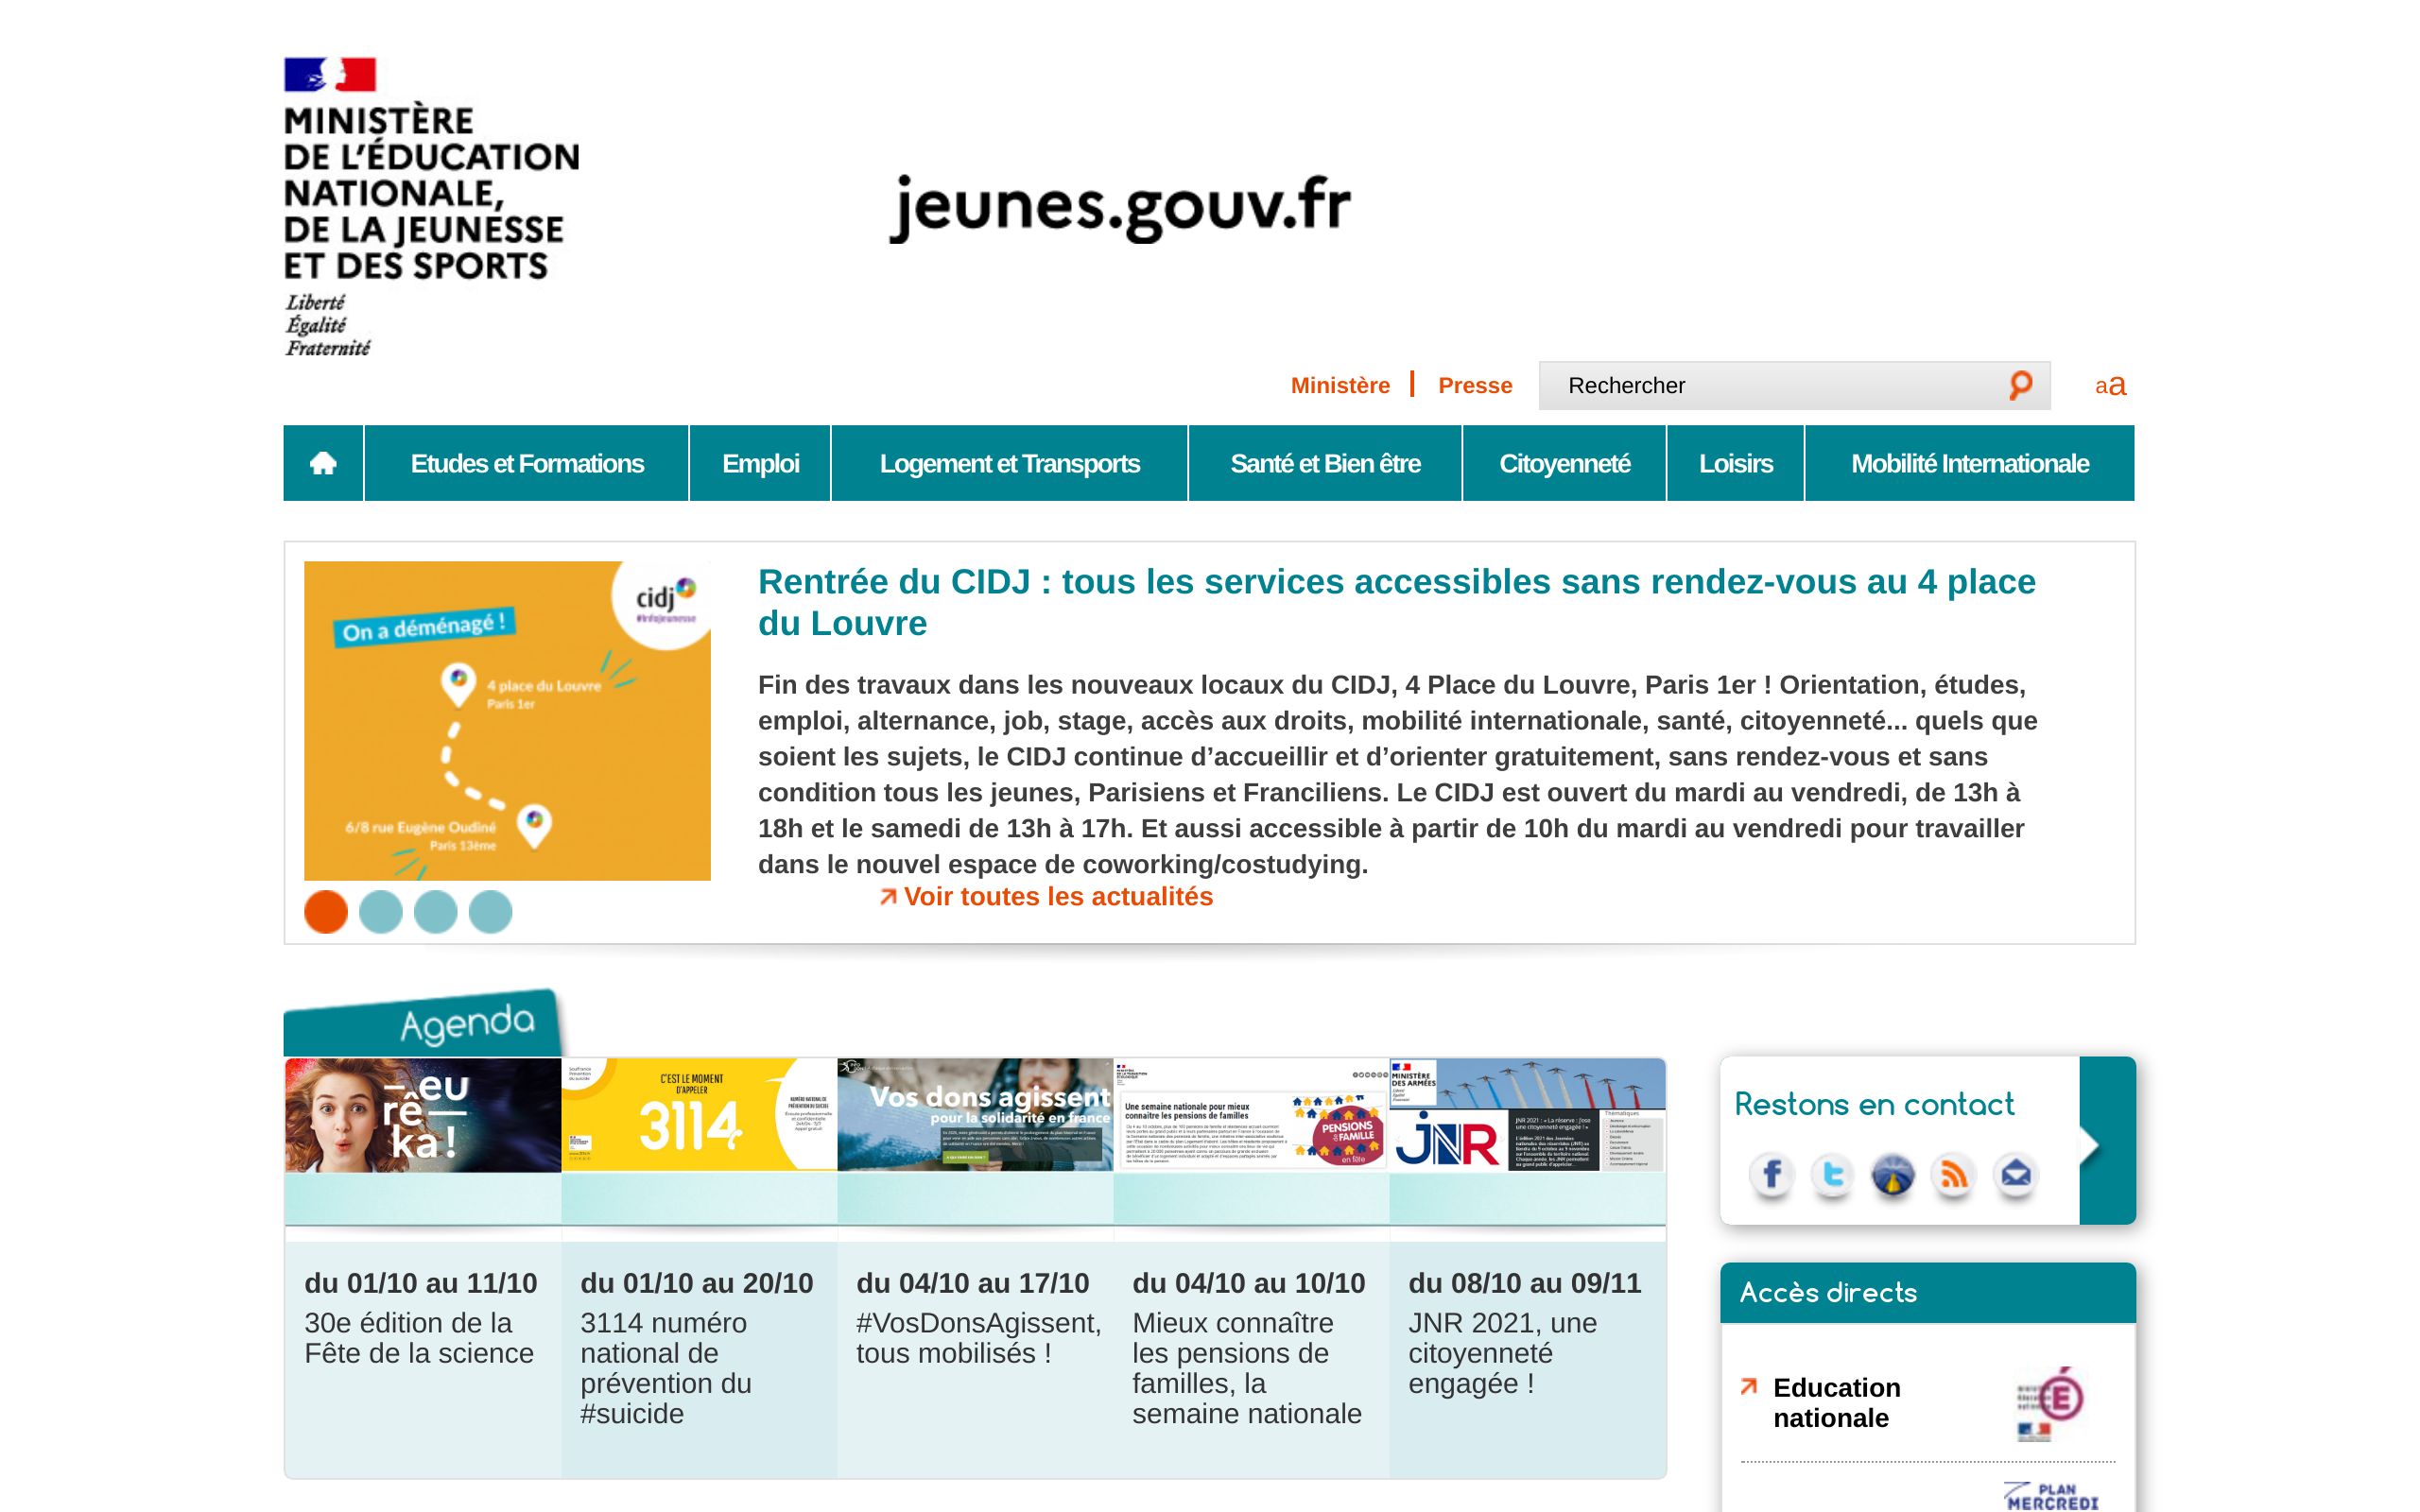 MINISTÈRE
DE L'ÉDUCATION
NATIONALE,
DE LA JEUNESSE
ET DES SPORTS
Liberté
Égalité
Fraternité
jeunes.gouv.fr
Ministère
Presse
Rechercher
aa
Etudes et Formations
Emploi
Logement et Transports
Santé et Bien être
Citoyenneté
Loisirs
Mobilité Internationale
cidj
#Infojeunesse
On a déménagé !
4 place du Louvre
Paris 1er
6/8 rue Eugène Oudiné
Paris 13ème
Rentrée du CIDJ : tous les services accessibles sans rendez-vous au 4 place
du Louvre
Fin des travaux dans les nouveaux locaux du CIDJ, 4 Place du Louvre, Paris 1er ! Orientation, études,
emploi, alternance, job, stage, accès aux droits, mobilité internationale, santé, citoyenneté... quels que
soient les sujets, le CIDJ continue d’accueillir et d’orienter gratuitement, sans rendez-vous et sans
condition tous les jeunes, Parisiens et Franciliens. Le CIDJ est ouvert du mardi au vendredi, de 13h à
18h et le samedi de 13h à 17h. Et aussi accessible à partir de 10h du mardi au vendredi pour travailler
dans le nouvel espace de coworking/costudying.
Voir toutes les actualités
Agenda
eu
rê
ka!
C'EST LE MOMENT
D'APPELER
3114
Vos dons agissent
pour la solidarité en france
Une semaine nationale pour mieux
connaitre les pensions de familles
PENSIONS
DE FAMILLE
en fête
MINISTÈRE
DES ARMÉES
JNR
JNR 2021 : « La réserve : j'ose
une citoyenneté engagée ! »
Thématiques
du 01/10 au 11/10
30e édition de la
Fête de la science
du 01/10 au 20/10
3114 numéro
national de
prévention du
#suicide
du 04/10 au 17/10
#VosDonsAgissent,
tous mobilisés !
du 04/10 au 10/10
Mieux connaître
les pensions de
familles, la
semaine nationale
du 08/10 au 09/11
JNR 2021, une
citoyenneté
engagée !
Restons en contact
Accès directs
Education
nationale
PLAN
MERCREDI